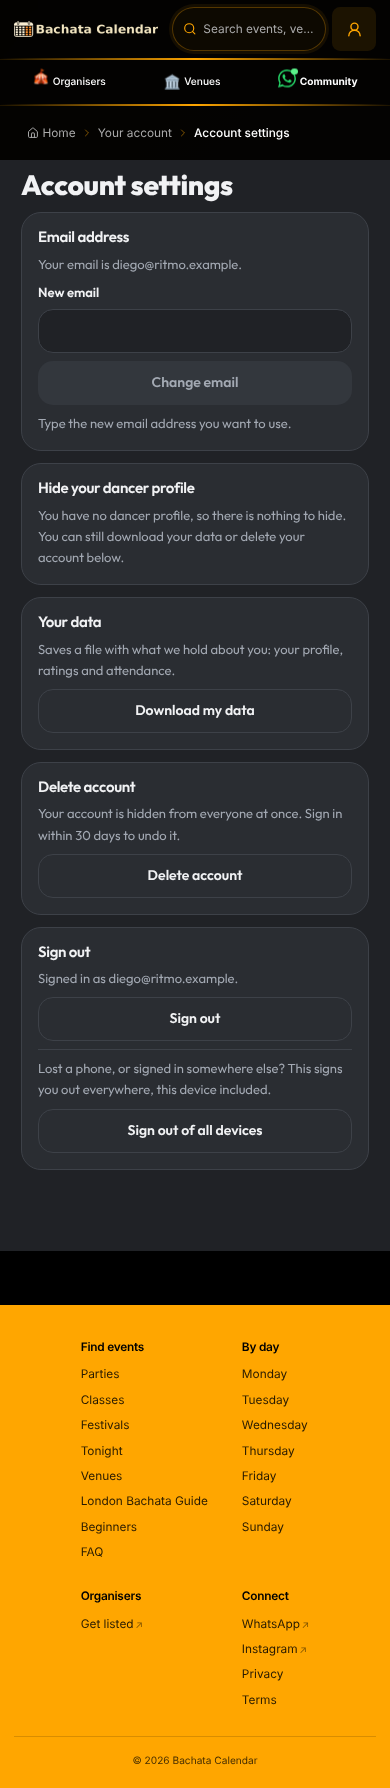 Bachata Calendar
Search events, ve...
Organisers
Venues
Community
Home > Your account > Account settings
Account settings
Email address
Your email is diego@ritmo.example.
New email
Change email
Type the new email address you want to use.
Hide your dancer profile
You have no dancer profile, so there is nothing to hide.
You can still download your data or delete your
account below.
Your data
Saves a file with what we hold about you: your profile,
ratings and attendance.
Download my data
Delete account
Your account is hidden from everyone at once. Sign in
within 30 days to undo it.
Delete account
Sign out
Signed in as diego@ritmo.example.
Sign out
Lost a phone, or signed in somewhere else? This signs
you out everywhere, this device included.
Sign out of all devices
Find events
Parties
Classes
Festivals
Tonight
Venues
London Bachata Guide
Beginners
FAQ
By day
Monday
Tuesday
Wednesday
Thursday
Friday
Saturday
Sunday
Organisers
Get listed ↗
Connect
WhatsApp ↗
Instagram ↗
Privacy
Terms
© 2026 Bachata Calendar